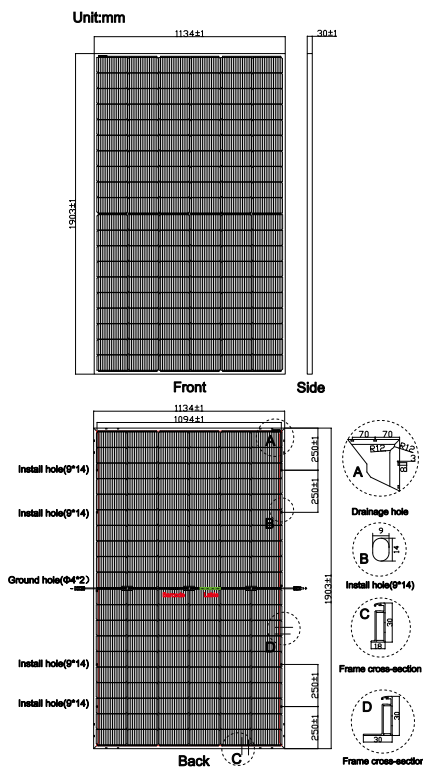 Unit:mm
1134±1
30±1
1903±1
Front
Side
1134±1
1094±1
A
250±1
250±1
Install hole(9*14)
Install hole(9*14)
B
Ground hole(Φ4*2)
1903±1
D
Install hole(9*14)
Install hole(9*14)
250±1
250±1
C
Back
70 70
R12
R12
A
Drainage hole
9
B
14
Install hole(9*14)
C
30
18
Frame cross-section
D
30
30
Frame cross-section